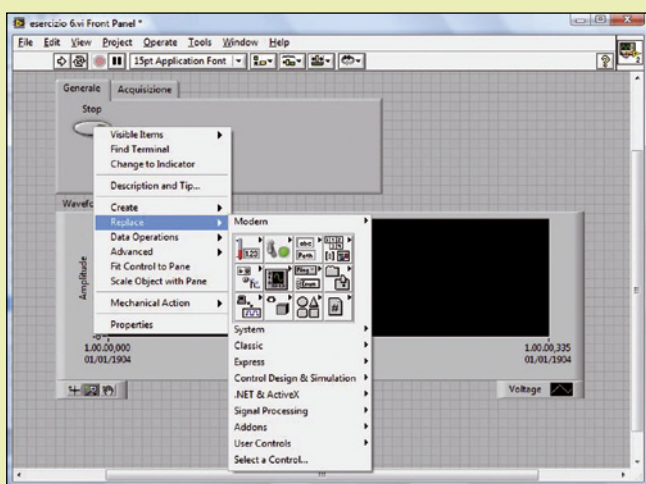 esercizio 6.vi Front Panel *
File Edit View Project Operate Tools Window Help
15pt Application Font
2
Generale Acquisizione
Stop
Visible Items
Find Terminal
Change to Indicator
Description and Tip...
Create
Replace
Data Operations
Advanced
Fit Control to Pane
Scale Object with Pane
Mechanical Action
Properties
Modern
System
Classic
Express
Control Design & Simulation
.NET & ActiveX
Signal Processing
Addons
User Controls
Select a Control...
Amplitude
1.00.00,000
01/01/1904
1.00.00,335
01/01/1904
Voltage